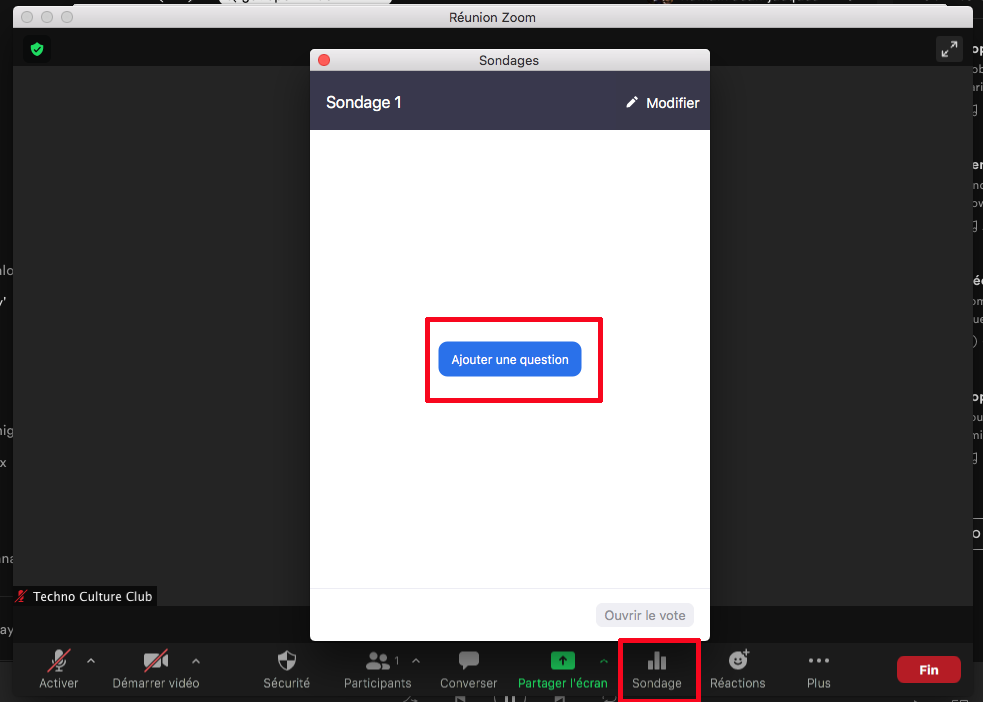 Réunion Zoom
Sondages
Sondage 1
Modifier
Ajouter une question
Ouvrir le vote
Techno Culture Club
1
Activer
Démarrer vidéo
Sécurité
Participants
Converser
Partager l'écran
Sondage
Réactions
Plus
Fin